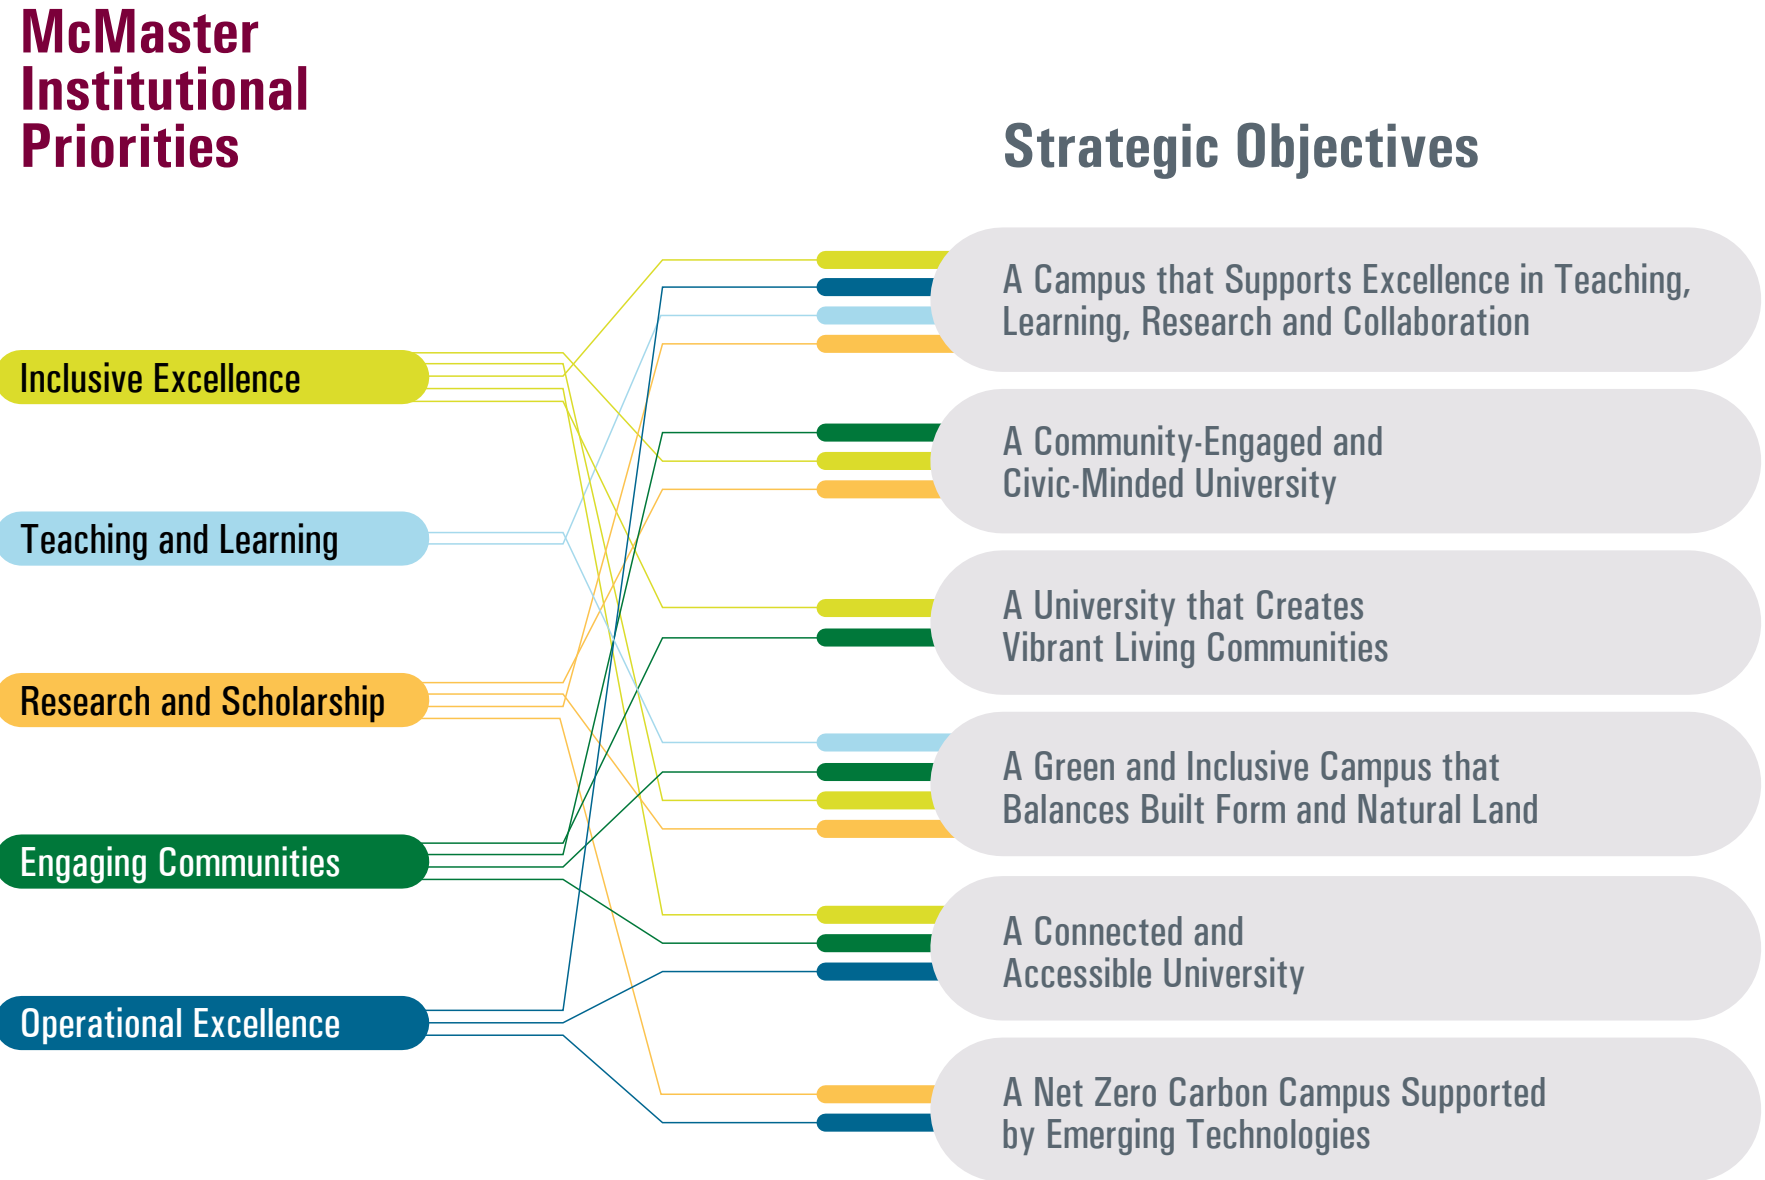 McMaster
Institutional
Priorities
Strategic Objectives
Inclusive Excellence
Teaching and Learning
Research and Scholarship
Engaging Communities
Operational Excellence
A Campus that Supports Excellence in Teaching,
Learning, Research and Collaboration
A Community-Engaged and
Civic-Minded University
A University that Creates
Vibrant Living Communities
A Green and Inclusive Campus that
Balances Built Form and Natural Land
A Connected and
Accessible University
A Net Zero Carbon Campus Supported
by Emerging Technologies